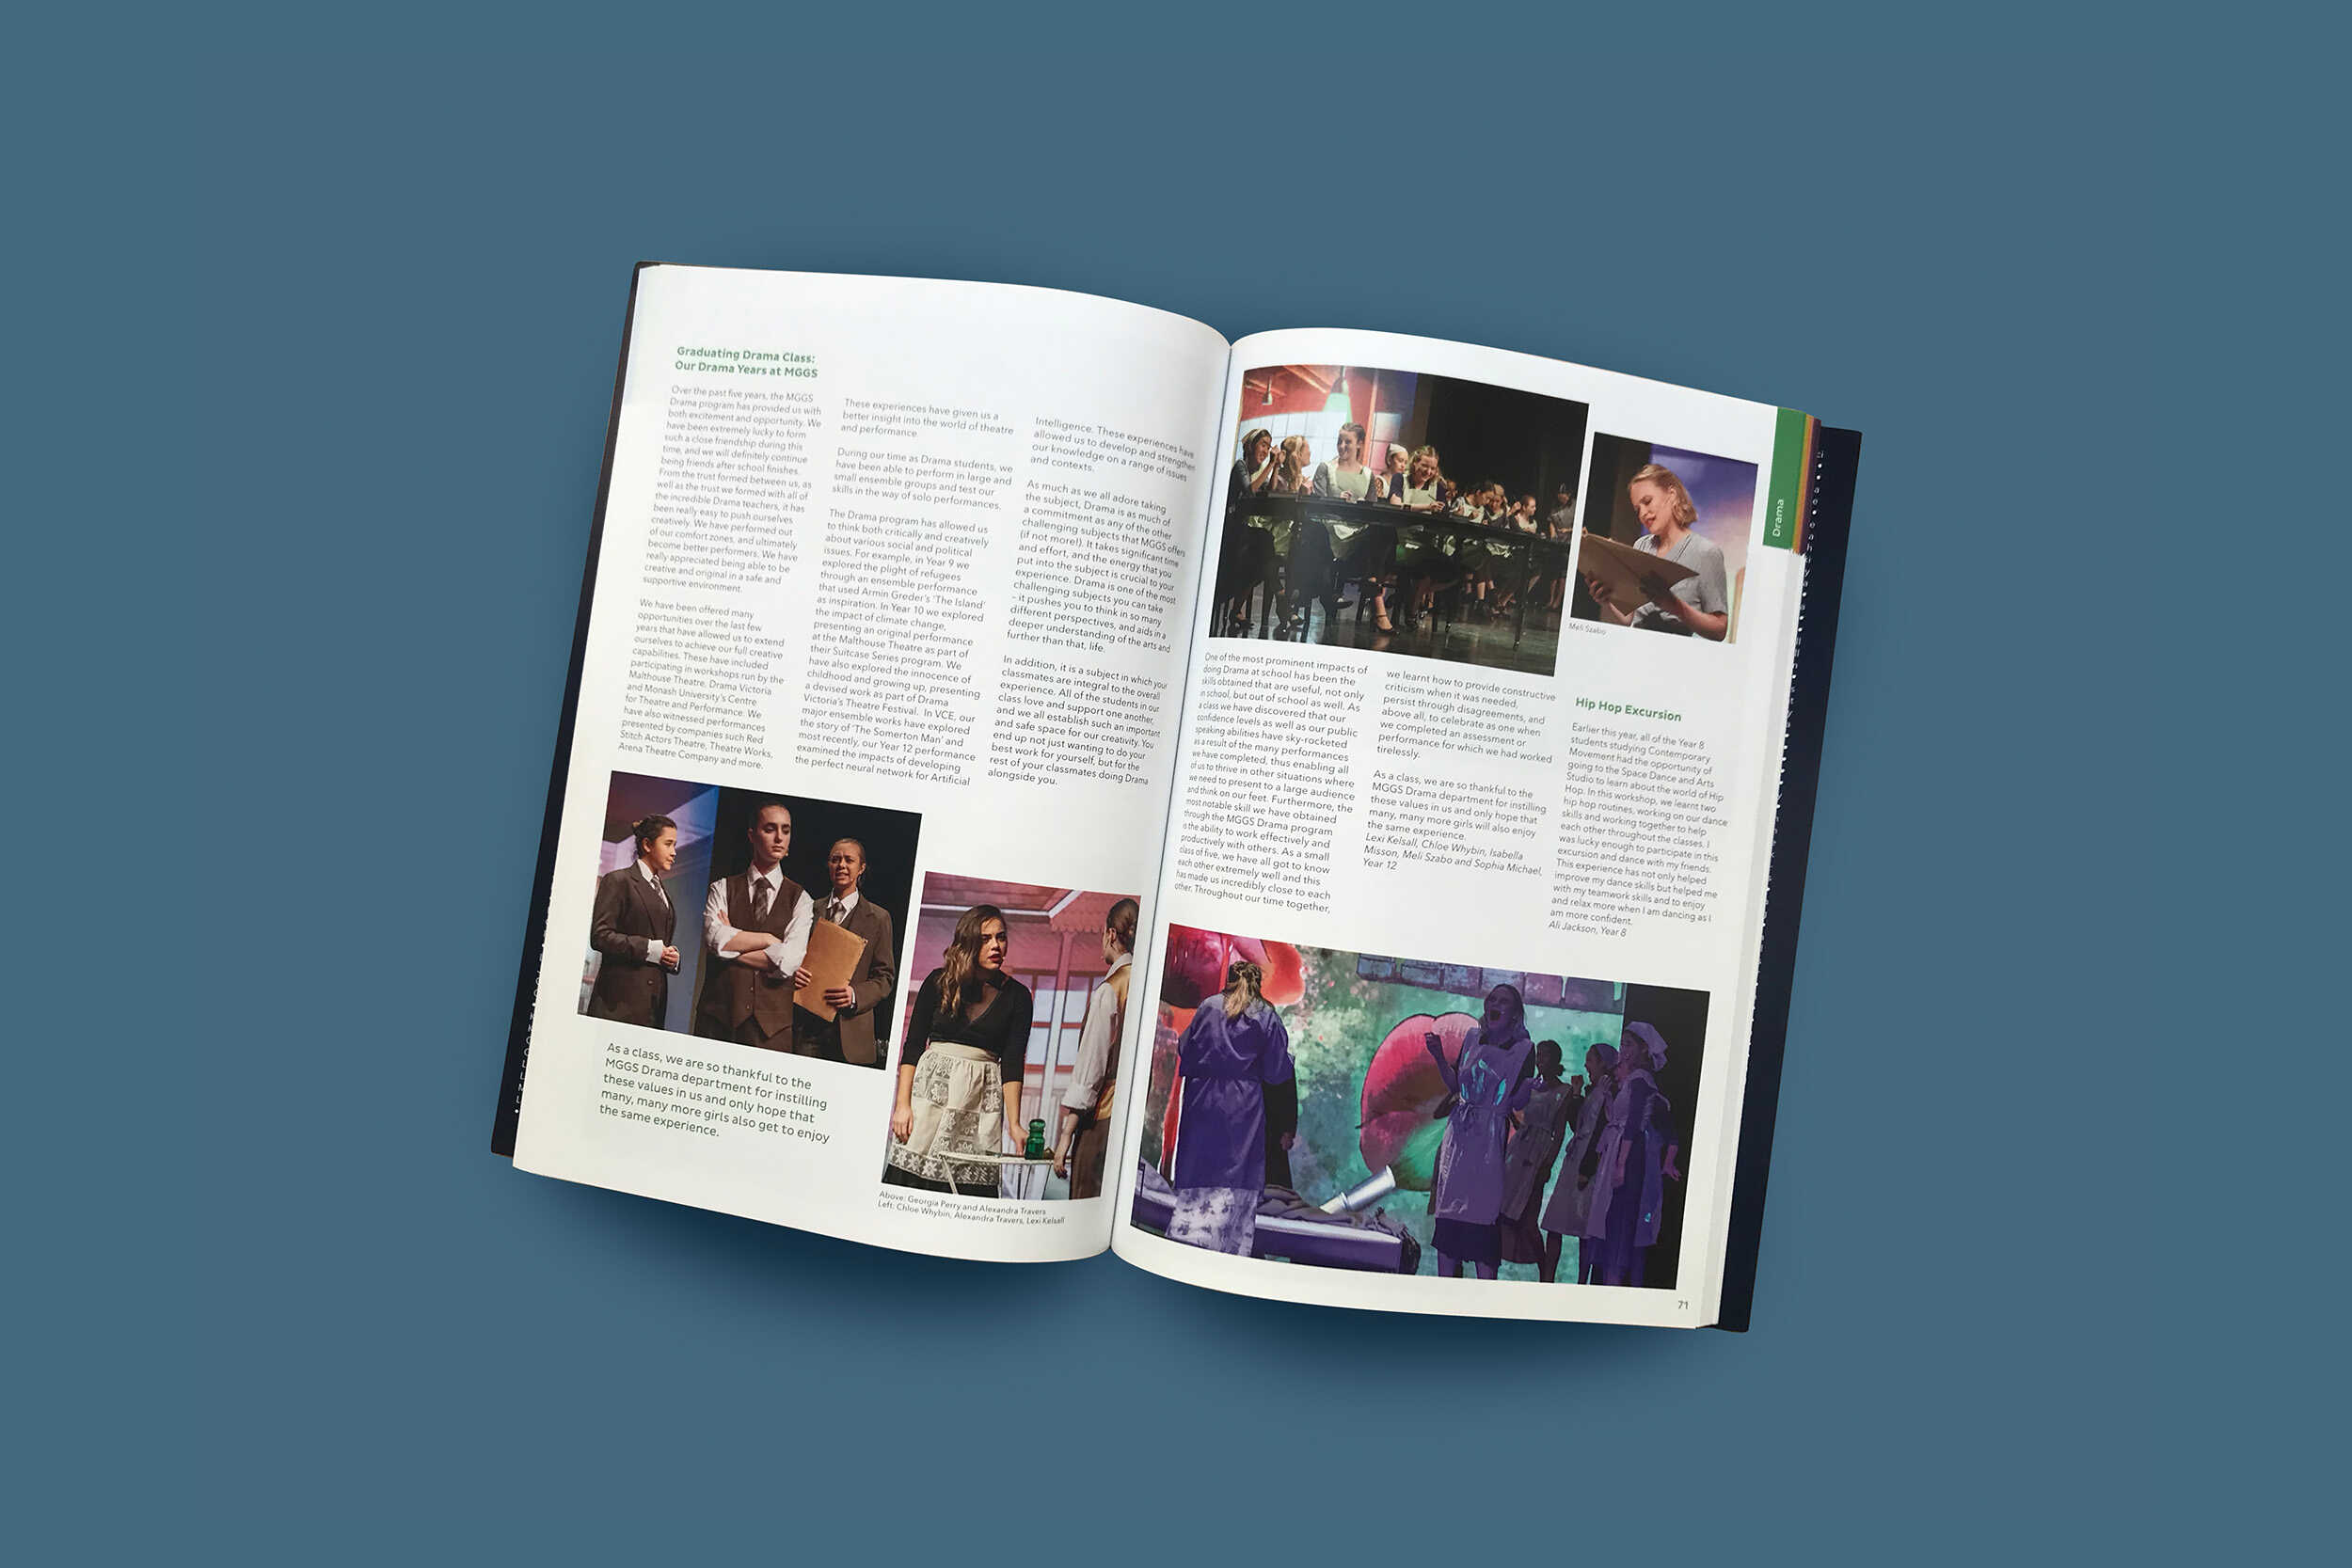 Graduating Drama Class:
Our Drama Years at MGGS
Over the past five years, the MGGS
Drama program has provided us with
both excitement and opportunity. We
have been extremely lucky to form
such a close friendship during this
time, and we will definitely continue
being friends after school finishes.
From the trust formed between us, as
well as the trust we formed with all of
the incredible Drama teachers, it has
been really easy to push ourselves
creatively. We have performed out
of our comfort zones, and ultimately
become better performers. We have
really appreciated being able to be
creative and original in a safe and
supportive environment.
We have been offered many
opportunities over the last few
years that have allowed us to extend
ourselves to achieve our full creative
capabilities. These have included
participating in workshops run by the
Malthouse Theatre, Drama Victoria
and Monash University's Centre
for Theatre and Performance. We
have also witnessed performances
presented by companies such Red
Stitch Actors Theatre, Theatre Works,
Arena Theatre Company and more.
These experiences have given us a
better insight into the world of theatre
and performance.
During our time as Drama students, we
have been able to perform in large and
small ensemble groups and test our
skills in the way of solo performances.
The Drama program has allowed us
to think both critically and creatively
about various social and political
issues. For example, in Year 9 we
explored the plight of refugees
through an ensemble performance
that used Armin Greder's 'The Island'
as inspiration. In Year 10 we explored
the impact of climate change,
presenting an original performance
at the Malthouse Theatre as part of
their Suitcase Series program. We
have also explored the innocence of
childhood and growing up, presenting
a devised work as part of Drama
Victoria's Theatre Festival. In VCE, our
major ensemble works have explored
the story of 'The Somerton Man' and
most recently, our Year 12 performance
examined the impacts of developing
the perfect neural network for Artificial
Intelligence. These experiences have
allowed us to develop and strengthen
our knowledge on a range of issues
and contexts.
As much as we all adore taking
the subject, Drama is as much of
a commitment as any of the other
challenging subjects that MGGS offers
(if not more!). It takes significant time
and effort, and the energy that you
put into the subject is crucial to your
experience. Drama is one of the most
challenging subjects you can take
– it pushes you to think in so many
different perspectives, and aids in a
deeper understanding of the arts and
further than that, life.
In addition, it is a subject in which your
classmates are integral to the overall
experience. All of the students in our
class love and support one another,
and we all establish such an important
and safe space for our creativity. You
end up not just wanting to do your
best work for yourself, but for the
rest of your classmates doing Drama
alongside you.
As a class, we are so thankful to the
MGGS Drama department for instilling
these values in us and only hope that
many, many more girls also get to enjoy
the same experience.
Above: Georgia Perry and Alexandra Travers
Left: Chloe Whybin, Alexandra Travers, Lexi Kelsall
Drama
Meli Szabo
One of the most prominent impacts of
doing Drama at school has been the
skills obtained that are useful, not only
in school, but out of school as well. As
a class we have discovered that our
confidence levels as well as our public
speaking abilities have sky-rocketed
as a result of the many performances
we have completed, thus enabling all
of us to thrive in other situations where
we need to present to a large audience
and think on our feet. Furthermore, the
most notable skill we have obtained
through the MGGS Drama program
is the ability to work effectively and
productively with others. As a small
class of five, we have all got to know
each other extremely well and this
has made us incredibly close to each
other. Throughout our time together,
we learnt how to provide constructive
criticism when it was needed,
persist through disagreements, and
above all, to celebrate as one when
we completed an assessment or
performance for which we had worked
tirelessly.
As a class, we are so thankful to the
MGGS Drama department for instilling
these values in us and only hope that
many, many more girls will also enjoy
the same experience.
Lexi Kelsall, Chloe Whybin, Isabella
Misson, Meli Szabo and Sophia Michael,
Year 12
Hip Hop Excursion
Earlier this year, all of the Year 8
students studying Contemporary
Movement had the opportunity of
going to the Space Dance and Arts
Studio to learn about the world of Hip
Hop. In this workshop, we learnt two
hip hop routines, working on our dance
skills and working together to help
each other throughout the classes. I
was lucky enough to participate in this
excursion and dance with my friends.
This experience has not only helped
improve my dance skills but helped me
with my teamwork skills and to enjoy
and relax more when I am dancing as I
am more confident.
Ali Jackson, Year 8
71